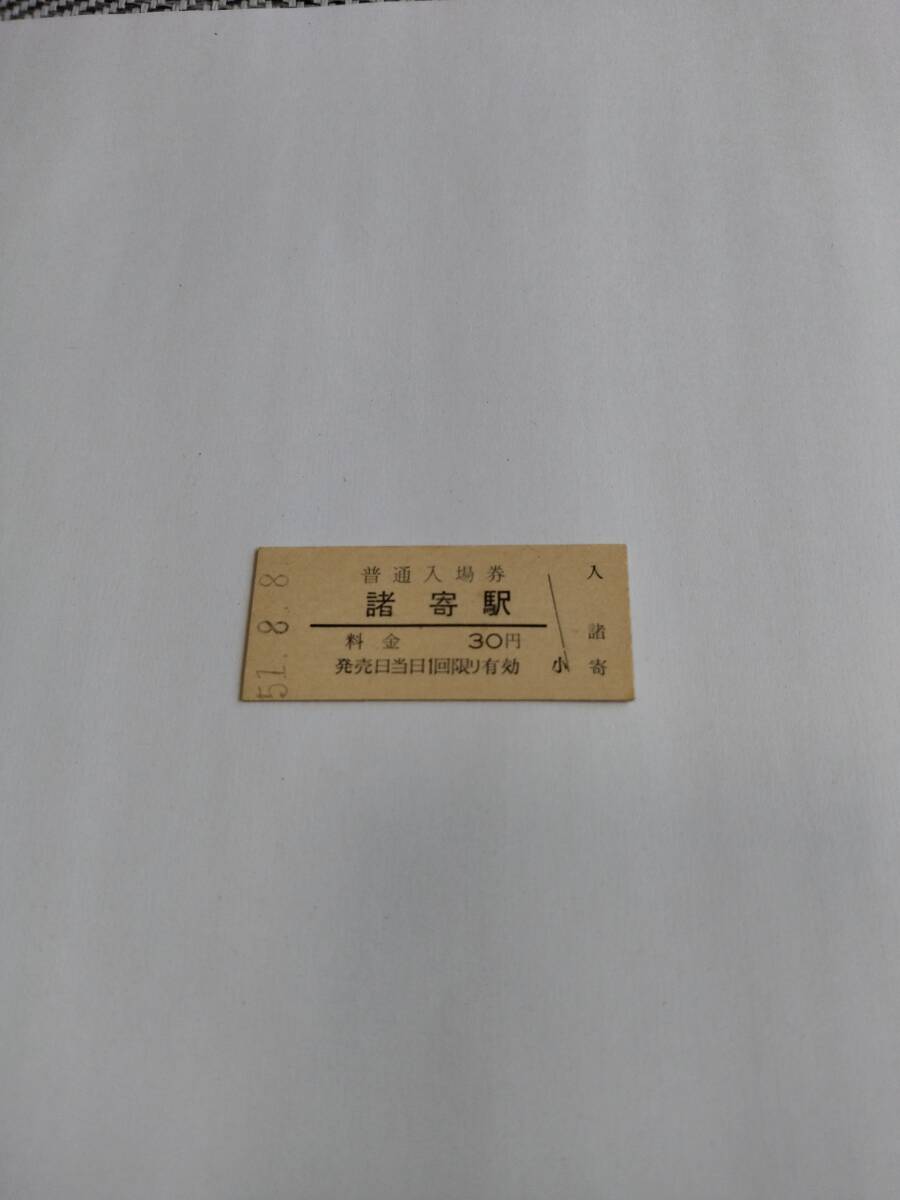 51.8.8
普通入場券
諸寄駅
料金 30円
発売日当日1回限り有効
小
入
諸
寄